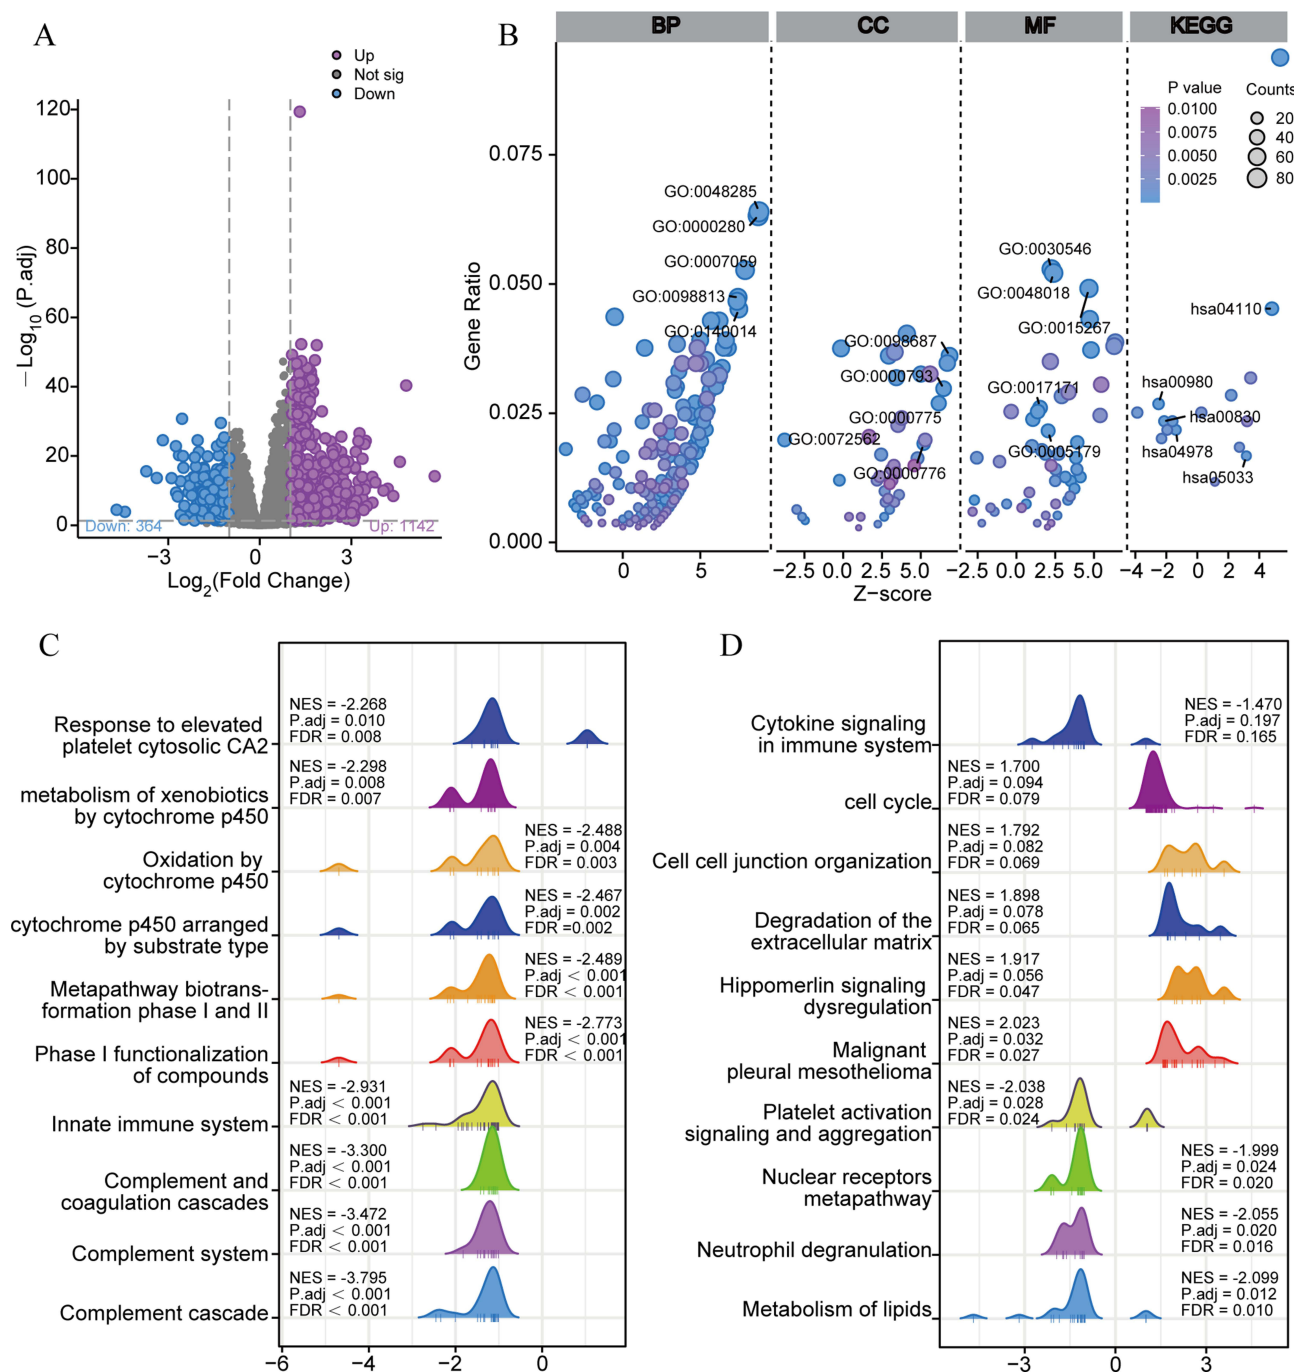 A
Up
Not sig
Down
120
100
80
60
40
20
0
−Log10 (P.adj)
Down: 364
Up: 1142
−3
0
3
Log2(Fold Change)
B
BP
CC
MF
KEGG
P value
0.0100
0.0075
0.0050
0.0025
Counts
20
40
60
80
0.075
0.050
0.025
0.000
Gene Ratio
GO:0048285
GO:0000280
GO:0007059
GO:0098813
GO:0140014
GO:0098687
GO:0000793
GO:0000775
GO:0072562
GO:0000776
GO:0030546
GO:0048018
GO:0015267
GO:0017171
GO:0005179
hsa04110
hsa00980
hsa00830
hsa04978
hsa05033
0
5
−2.5
0.0
2.5
5.0
−2.5
0.0
2.5
5.0
−4
−2
0
2
4
Z−score
C
Response to elevated
platelet cytosolic CA2
NES = -2.268
P.adj = 0.010
FDR = 0.008
metabolism of xenobiotics
by cytochrome p450
NES = -2.298
P.adj = 0.008
FDR = 0.007
Oxidation by
cytochrome p450
NES = -2.488
P.adj = 0.004
FDR = 0.003
cytochrome p450 arranged
by substrate type
NES = -2.467
P.adj = 0.002
FDR =0.002
Metapathway biotrans-
formation phase I and II
NES = -2.489
P.adj < 0.001
FDR < 0.001
Phase I functionalization
of compounds
NES = -2.773
P.adj < 0.001
FDR < 0.001
Innate immune system
NES = -2.931
P.adj < 0.001
FDR < 0.001
Complement and
coagulation cascades
NES = -3.300
P.adj < 0.001
FDR < 0.001
Complement system
NES = -3.472
P.adj < 0.001
FDR < 0.001
Complement cascade
NES = -3.795
P.adj < 0.001
FDR < 0.001
−6
−4
−2
0
D
Cytokine signaling
in immune system
NES = -1.470
P.adj = 0.197
FDR = 0.165
cell cycle
NES = 1.700
P.adj = 0.094
FDR = 0.079
Cell cell junction organization
NES = 1.792
P.adj = 0.082
FDR = 0.069
Degradation of the
extracellular matrix
NES = 1.898
P.adj = 0.078
FDR = 0.065
Hippomerlin signaling
dysregulation
NES = 1.917
P.adj = 0.056
FDR = 0.047
Malignant
pleural mesothelioma
NES = 2.023
P.adj = 0.032
FDR = 0.027
Platelet activation
signaling and aggregation
NES = -2.038
P.adj = 0.028
FDR = 0.024
Nuclear receptors
metapathway
NES = -1.999
P.adj = 0.024
FDR = 0.020
Neutrophil degranulation
NES = -2.055
P.adj = 0.020
FDR = 0.016
Metabolism of lipids
NES = -2.099
P.adj = 0.012
FDR = 0.010
−3
0
3